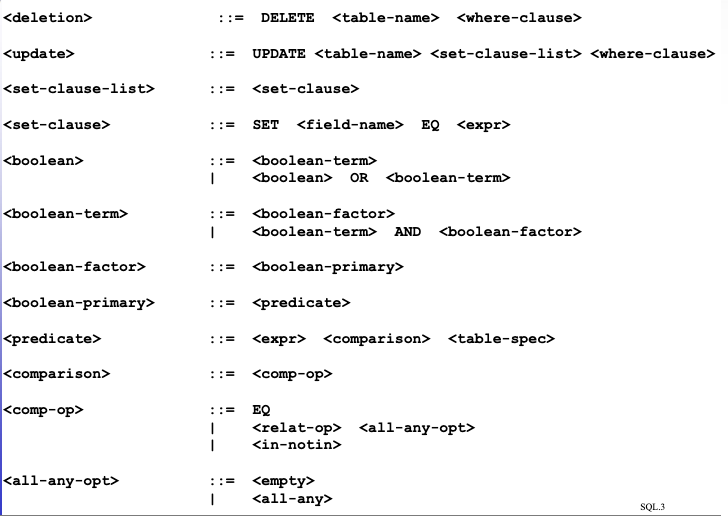 <deletion> ::= DELETE <table-name> <where-clause>
<update> ::= UPDATE <table-name> <set-clause-list> <where-clause>
<set-clause-list> ::= <set-clause>
<set-clause> ::= SET <field-name> EQ <expr>
<boolean> ::= <boolean-term>
| <boolean> OR <boolean-term>
<boolean-term> ::= <boolean-factor>
| <boolean-term> AND <boolean-factor>
<boolean-factor> ::= <boolean-primary>
<boolean-primary> ::= <predicate>
<predicate> ::= <expr> <comparison> <table-spec>
<comparison> ::= <comp-op>
<comp-op> ::= EQ
| <relat-op> <all-any-opt>
| <in-notin>
<all-any-opt> ::= <empty>
| <all-any>
SQL.3